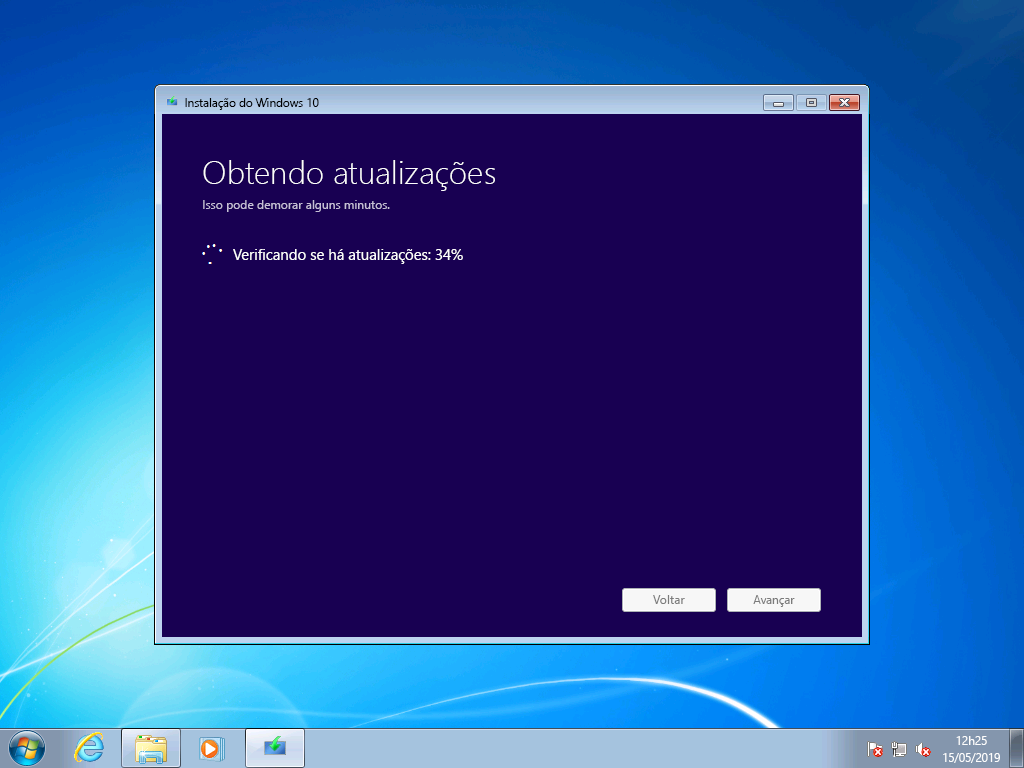 Instalação do Windows 10
Obtendo atualizações
Isso pode demorar alguns minutos.
Verificando se há atualizações: 34%
Voltar
Avançar
12h25
15/05/2019